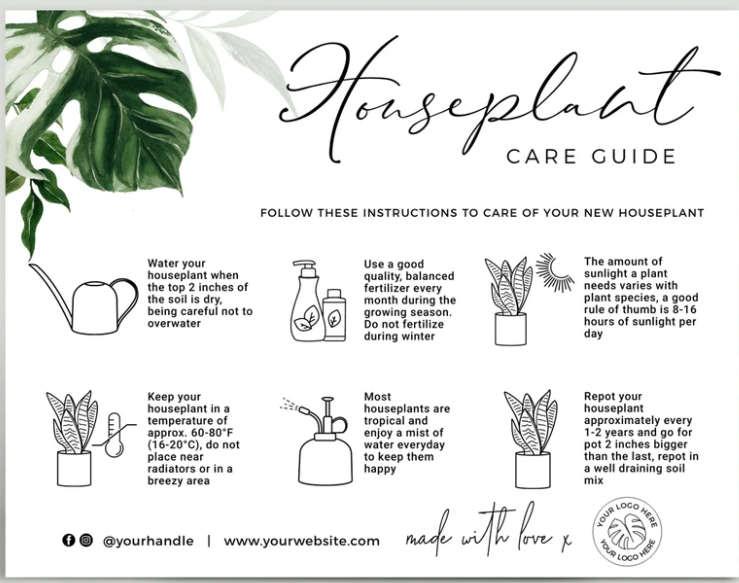 Houseplant
CARE GUIDE
FOLLOW THESE INSTRUCTIONS TO CARE OF YOUR NEW HOUSEPLANT
Water your
houseplant when
the top 2 inches of
the soil is dry,
being careful not to
overwater
Use a good
quality, balanced
fertilizer every
month during the
growing season.
Do not fertilize
during winter
The amount of
sunlight a plant
needs varies with
plant species, a good
rule of thumb is 8-16
hours of sunlight per
day
Keep your
houseplant in a
temperature of
approx. 60-80°F
(16-20°C), do not
place near
radiators or in a
breezy area
Most
houseplants are
tropical and
enjoy a mist of
water everyday
to keep them
happy
Repot your
houseplant
approximately every
1-2 years and go for
pot 2 inches bigger
than the last, repot in
a well draining soil
mix
@yourhandle | www.yourwebsite.com
made with love x
YOUR LOGO HERE
YOUR LOGO HERE